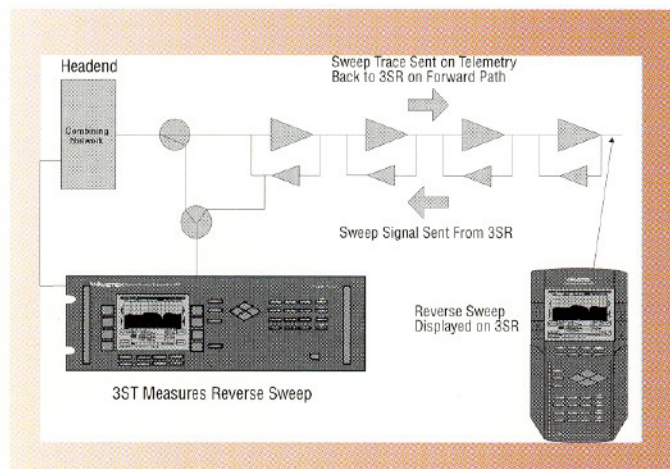 Headend
Combining
Network
Sweep Trace Sent on Telemetry
Back to 3SR on Forward Path
Sweep Signal Sent From 3SR
Reverse Sweep
Displayed on 3SR
3ST Measures Reverse Sweep